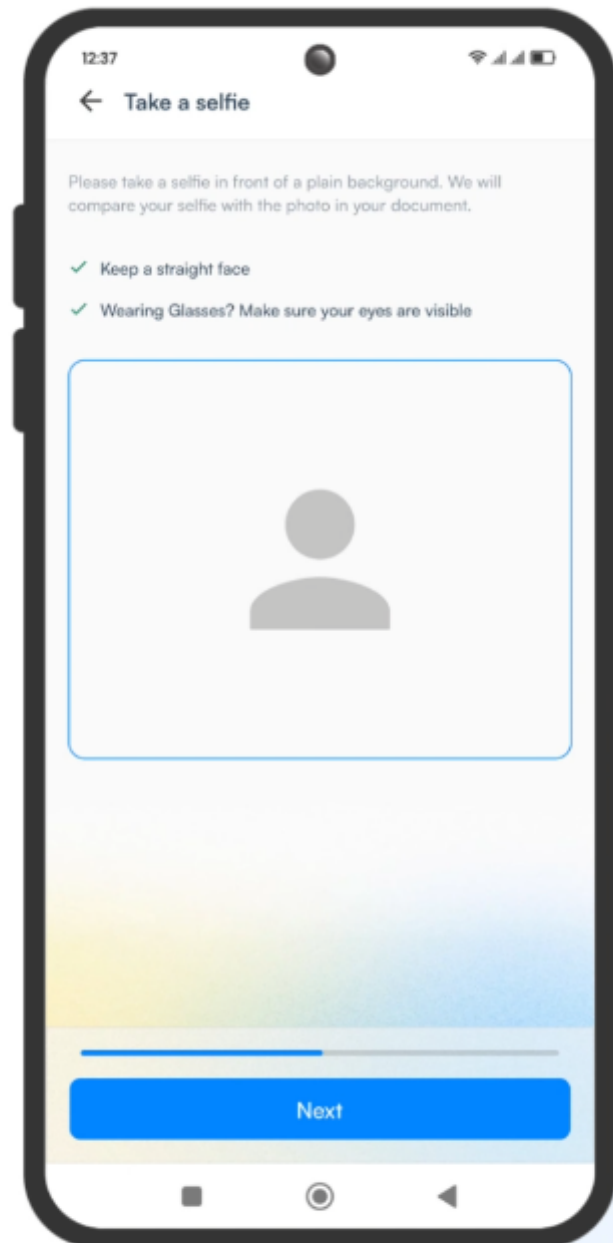 12:37
Take a selfie
Please take a selfie in front of a plain background. We will
compare your selfie with the photo in your document.
Keep a straight face
Wearing Glasses? Make sure your eyes are visible
Next